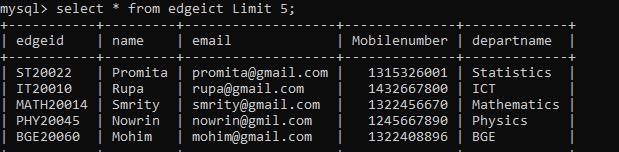 mysql> select * from edgeict Limit 5;
+-----------+---------+-------------------+--------------+-------------+
| edgeid | name | email | Mobilenumber | departname |
+-----------+---------+-------------------+--------------+-------------+
| ST20022 | Promita | promita@gmail.com | 1315326001 | Statistics |
| IT20010 | Rupa | rupa@gmail.com | 1432667800 | ICT |
| MATH20014 | Smrity | smrity@gmail.com | 1322456670 | Mathematics |
| PHY20045 | Nowrin | nowrin@gmil.com | 1245667890 | Physics |
| BGE20060 | Mohim | mohim@gmail.com | 1322408896 | BGE |
+-----------+---------+-------------------+--------------+-------------+